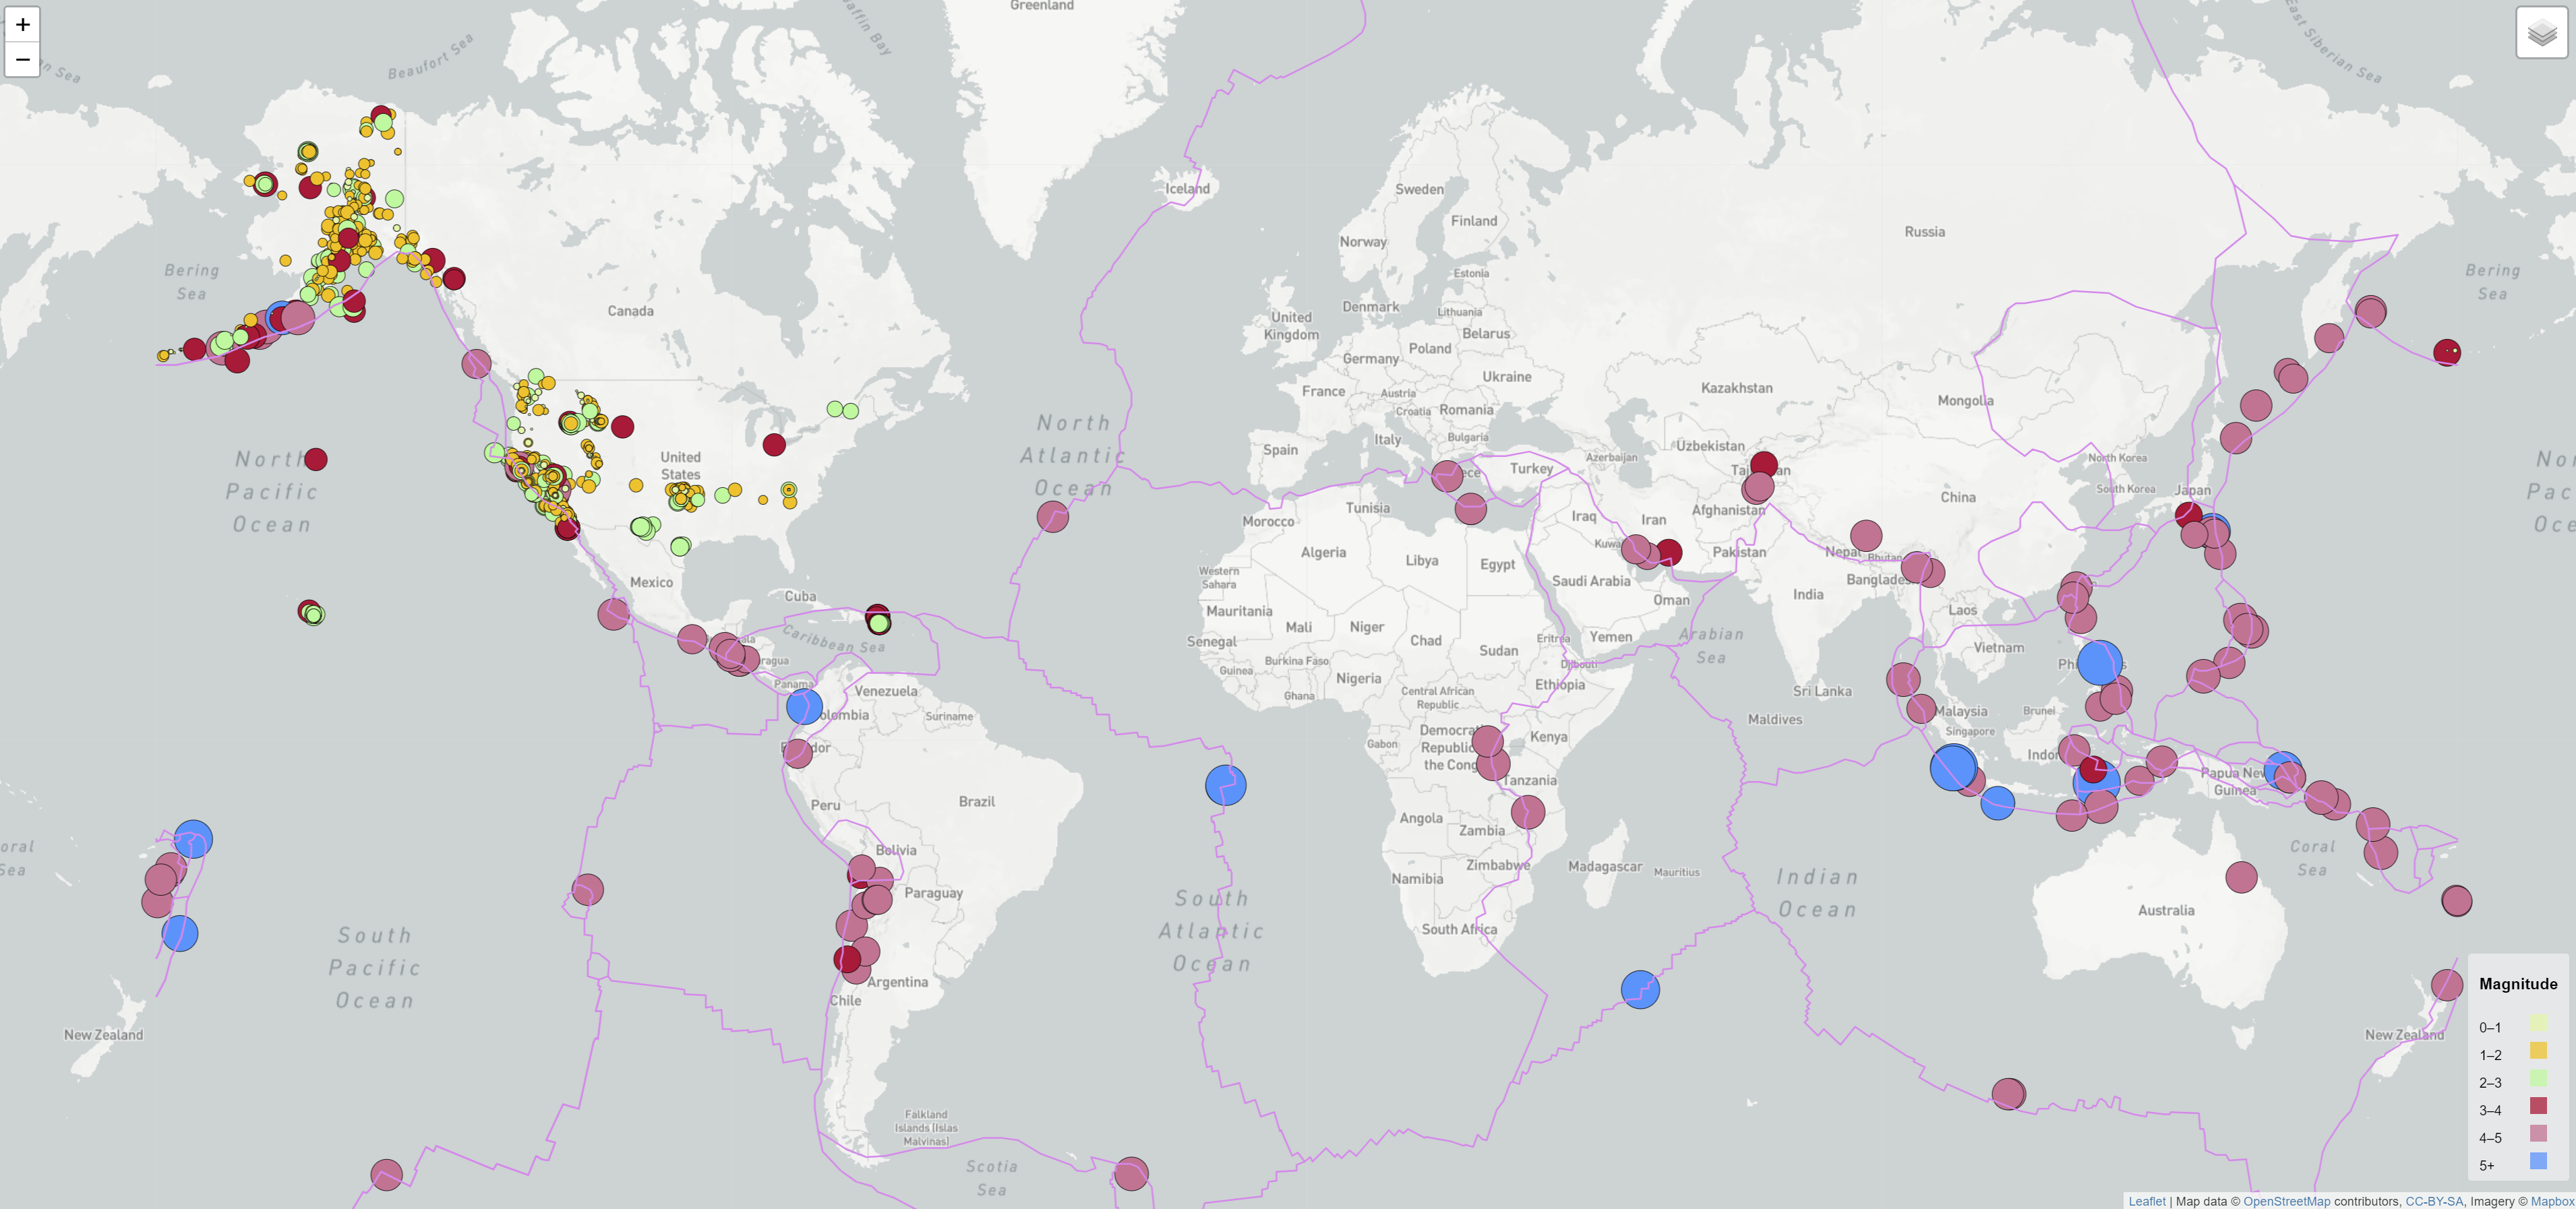 +
−
Greenland
Baffin Bay
Beaufort Sea
East Siberian Sea
Iceland
Sweden
Finland
Norway
Russia
Bering
Sea
Bering
Sea
Estonia
Denmark
Lithuania
United
Kingdom
Belarus
Canada
Poland
Germany
Ukraine
France
Austria
Croatia
Romania
Kazakhstan
Mongolia
North
Atlantic
Ocean
Italy
Bulgaria
Spain
Uzbekistan
Azerbaijan
North Korea
United
States
North
Pacific
Ocean
Turkey
South Korea
Japan
China
Tunisia
Morocco
Afghanistan
Iraq
Iran
Algeria
Libya
Egypt
Pakistan
Nepal
Bhutan
Western
Sahara
Saudi Arabia
Bangladesh
Mexico
Cuba
India
Oman
Laos
Mauritania
Mali
Niger
Chad
Eritrea
Yemen
Arabian
Sea
Caribbean Sea
Senegal
Sudan
Vietnam
Guinea
Burkina Faso
Djibouti
Nigeria
Ethiopia
Panama
Venezuela
Ghana
Central African
Republic
Sri Lanka
Suriname
Maldives
Malaysia
Brunei
Singapore
Gabon
Kenya
Republic
the Congo
Tanzania
Papua New
Guinea
Peru
Brazil
Angola
Zambia
Bolivia
Zimbabwe
Madagascar
Mauritius
Coral
Sea
Namibia
Paraguay
Indian
Ocean
South
Atlantic
Ocean
Australia
South Africa
South
Pacific
Ocean
Argentina
Chile
New Zealand
New Zealand
Falkland
Islands (Islas
Malvinas)
Scotia
Sea
Magnitude
0–1
1–2
2–3
3–4
4–5
5+
Leaflet | Map data © OpenStreetMap contributors, CC-BY-SA, Imagery © Mapbox